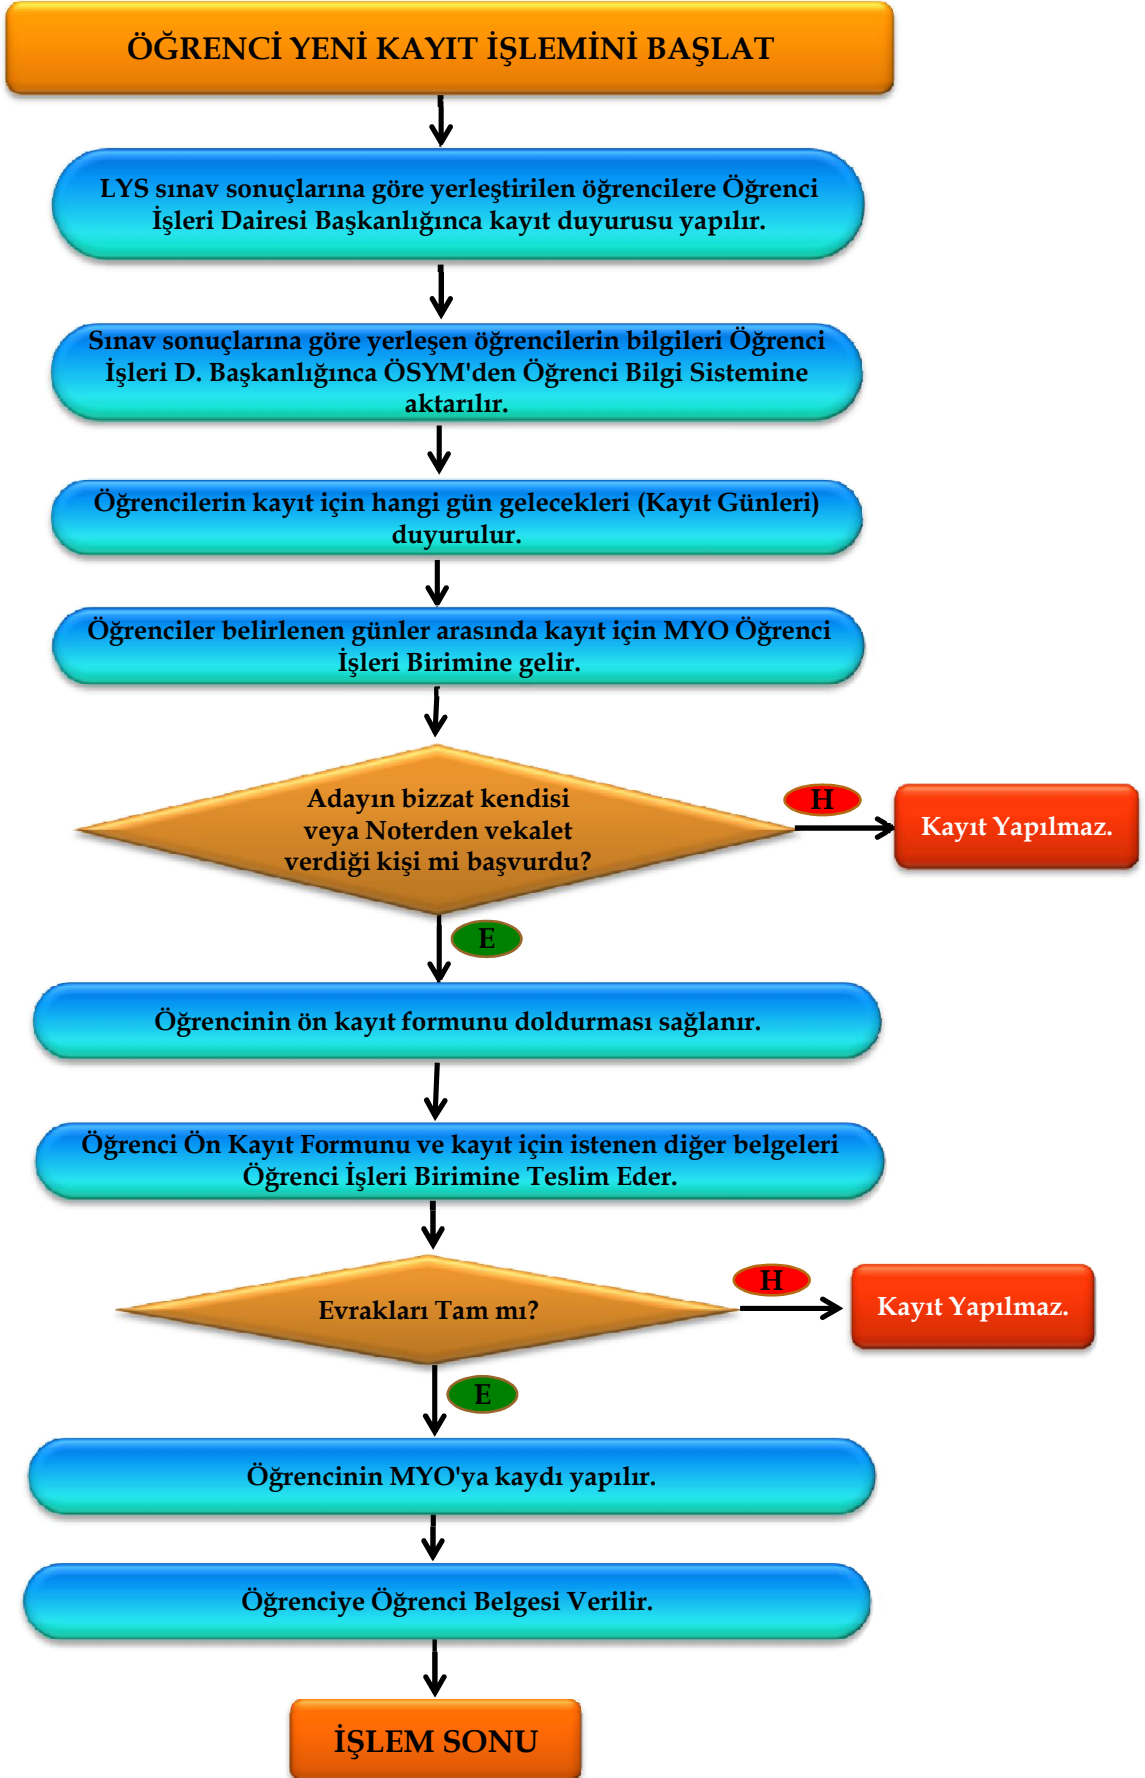 ÖĞRENCİ YENİ KAYIT İŞLEMİNİ BAŞLAT
LYS sınav sonuçlarına göre yerleştirilen öğrencilere Öğrenci
İşleri Dairesi Başkanlığınca kayıt duyurusu yapılır.
Sınav sonuçlarına göre yerleşen öğrencilerin bilgileri Öğrenci
İşleri D. Başkanlığınca ÖSYM'den Öğrenci Bilgi Sistemine
aktarılır.
Öğrencilerin kayıt için hangi gün gelecekleri (Kayıt Günleri)
duyurulur.
Öğrenciler belirlenen günler arasında kayıt için MYO Öğrenci
İşleri Birimine gelir.
Adayın bizzat kendisi
veya Noterden vekalet
verdiği kişi mi başvurdu?
H
Kayıt Yapılmaz.
E
Öğrencinin ön kayıt formunu doldurması sağlanır.
Öğrenci Ön Kayıt Formunu ve kayıt için istenen diğer belgeleri
Öğrenci İşleri Birimine Teslim Eder.
Evrakları Tam mı?
H
Kayıt Yapılmaz.
E
Öğrencinin MYO'ya kaydı yapılır.
Öğrenciye Öğrenci Belgesi Verilir.
İŞLEM SONU